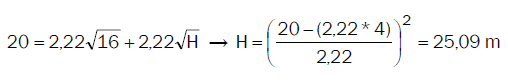 20 = 2,22√16 + 2,22√H → H = ((20 − (2,22 * 4)) / 2,22)² = 25,09 m